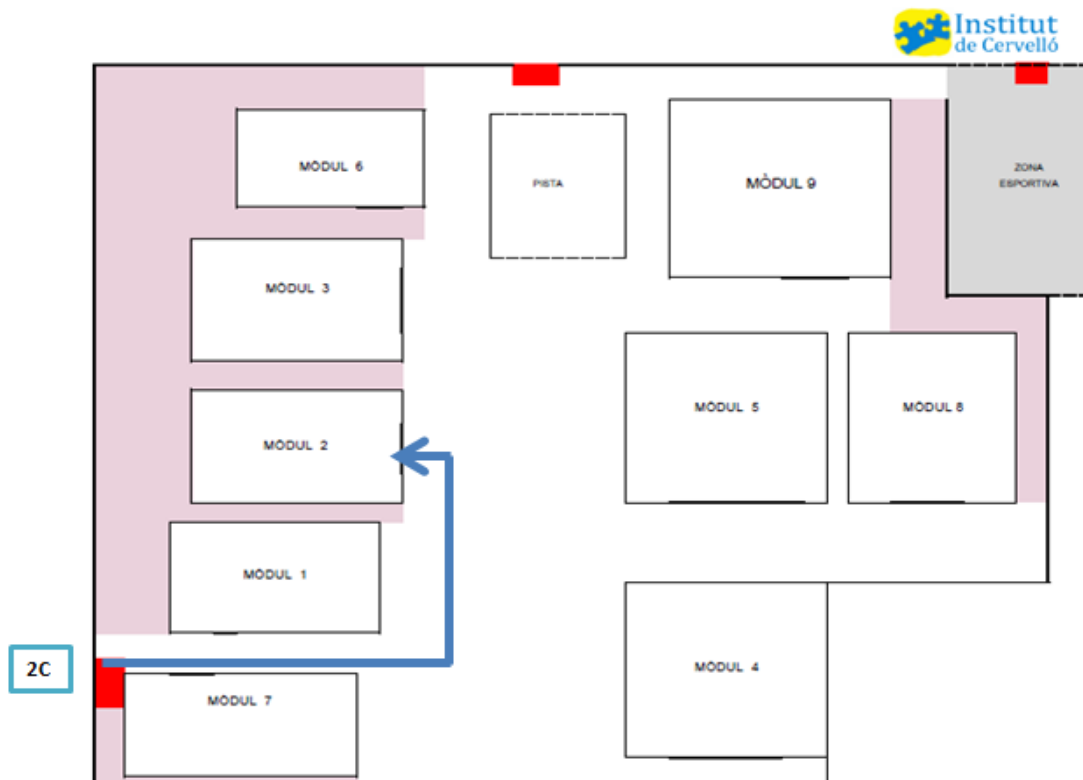 Institut
de Cervelló
MÒDUL 6
PISTA
MÒDUL 9
ZONA
ESPORTIVA
MÒDUL 3
MÒDUL 5
MÒDUL 8
MÒDUL 2
MÒDUL 1
2C
MÒDUL 4
MÒDUL 7